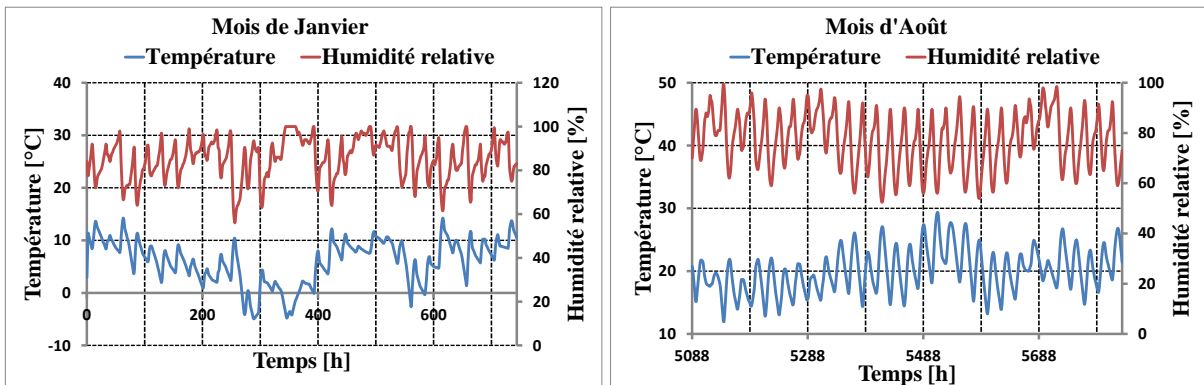 Mois de Janvier
Température Humidité relative
40
30
20
10
0
-10
120
100
80
60
40
20
0
0 200 400 600
Température [°C]
Humidité relative [%]
Temps [h]
Mois d'Août
Température Humidité relative
50
40
30
20
10
100
80
60
40
20
0
5088 5288 5488 5688
Température [°C]
Humidité relative [%]
Temps [h]